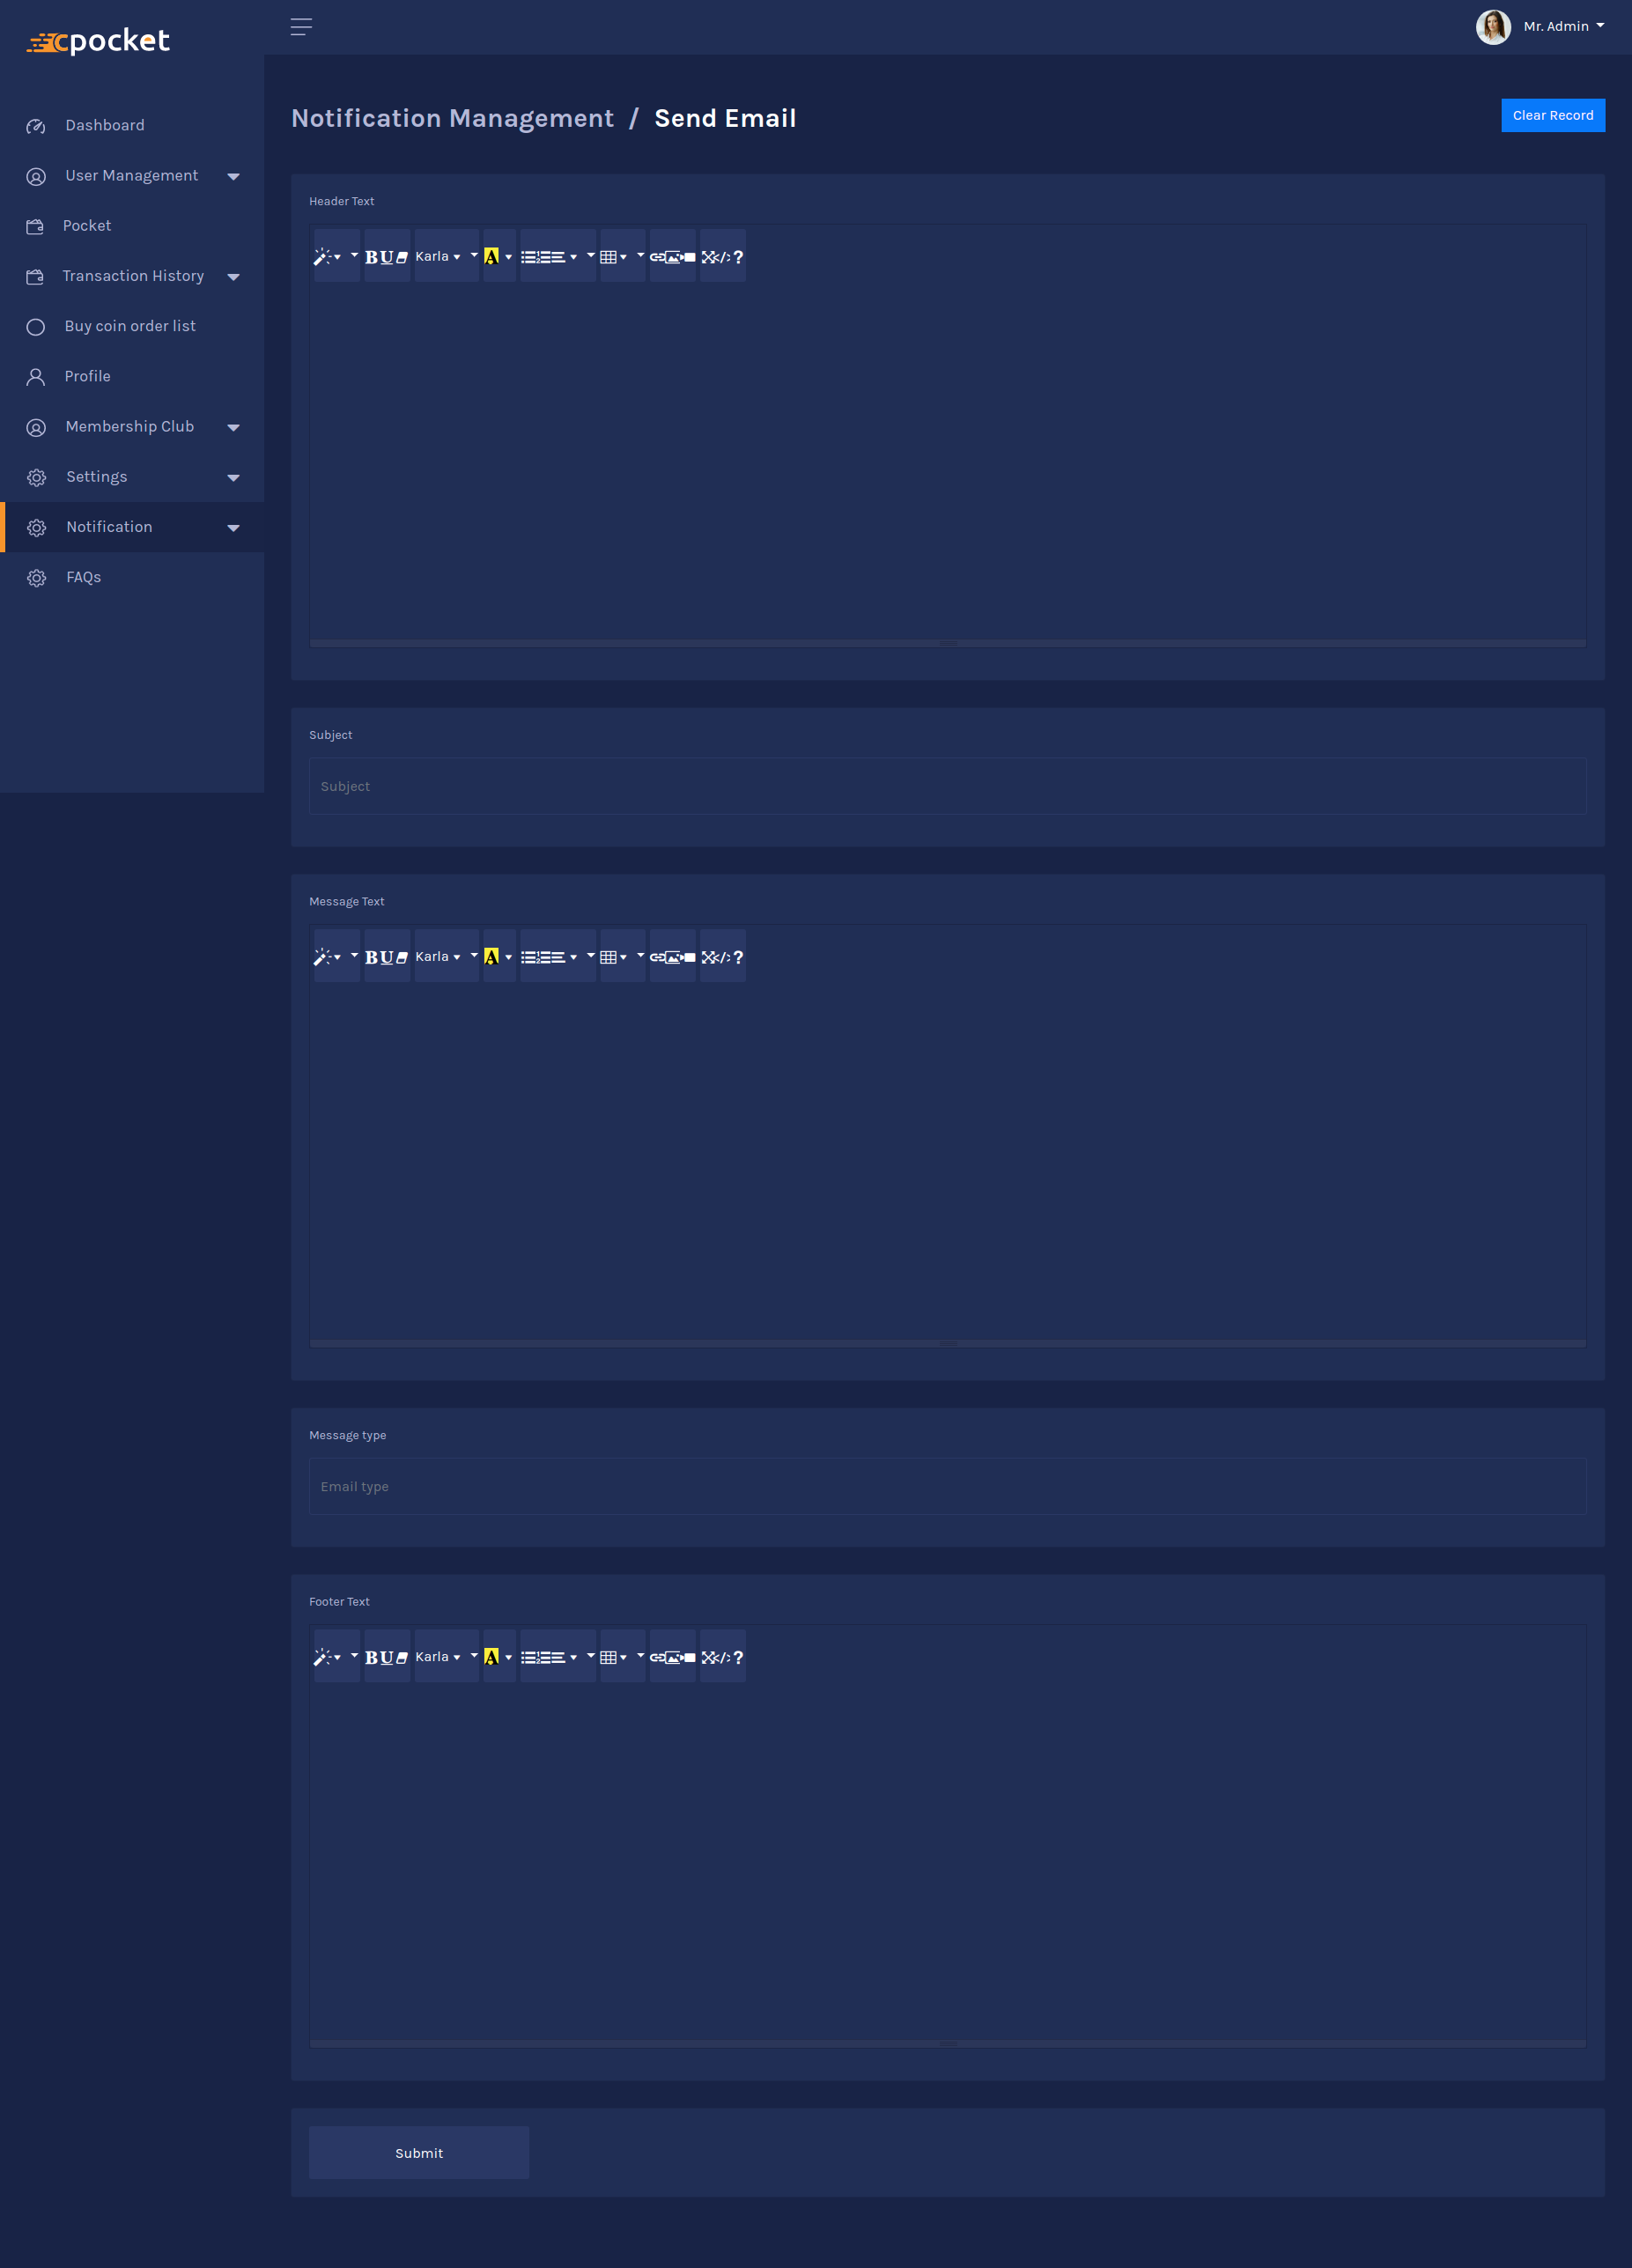 cpocket
Mr. Admin
Dashboard
User Management
Pocket
Transaction History
Buy coin order list
Profile
Membership Club
Settings
Notification
FAQs
Notification Management / Send Email
Clear Record
Header Text
B U Karla A </> ?
Subject
Subject
Message Text
B U Karla A </> ?
Message type
Email type
Footer Text
B U Karla A </> ?
Submit